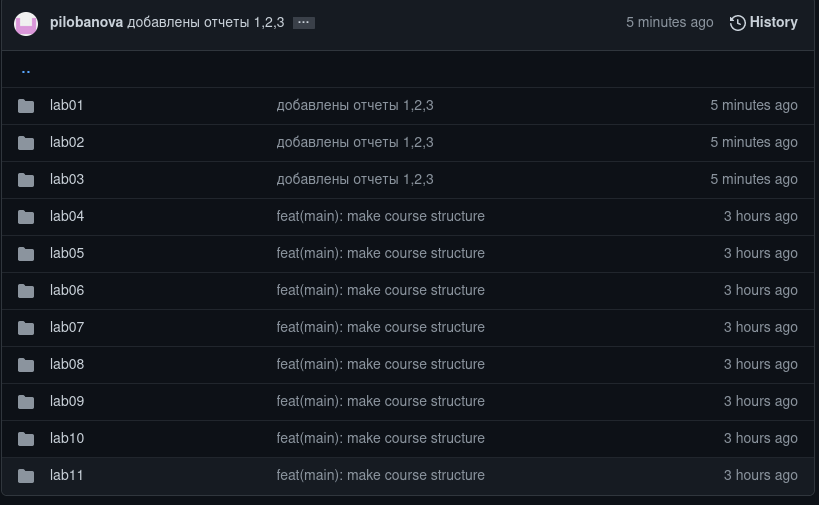 pilobanova добавлены отчеты 1,2,3 ... 5 minutes ago History
..
lab01 добавлены отчеты 1,2,3 5 minutes ago
lab02 добавлены отчеты 1,2,3 5 minutes ago
lab03 добавлены отчеты 1,2,3 5 minutes ago
lab04 feat(main): make course structure 3 hours ago
lab05 feat(main): make course structure 3 hours ago
lab06 feat(main): make course structure 3 hours ago
lab07 feat(main): make course structure 3 hours ago
lab08 feat(main): make course structure 3 hours ago
lab09 feat(main): make course structure 3 hours ago
lab10 feat(main): make course structure 3 hours ago
lab11 feat(main): make course structure 3 hours ago